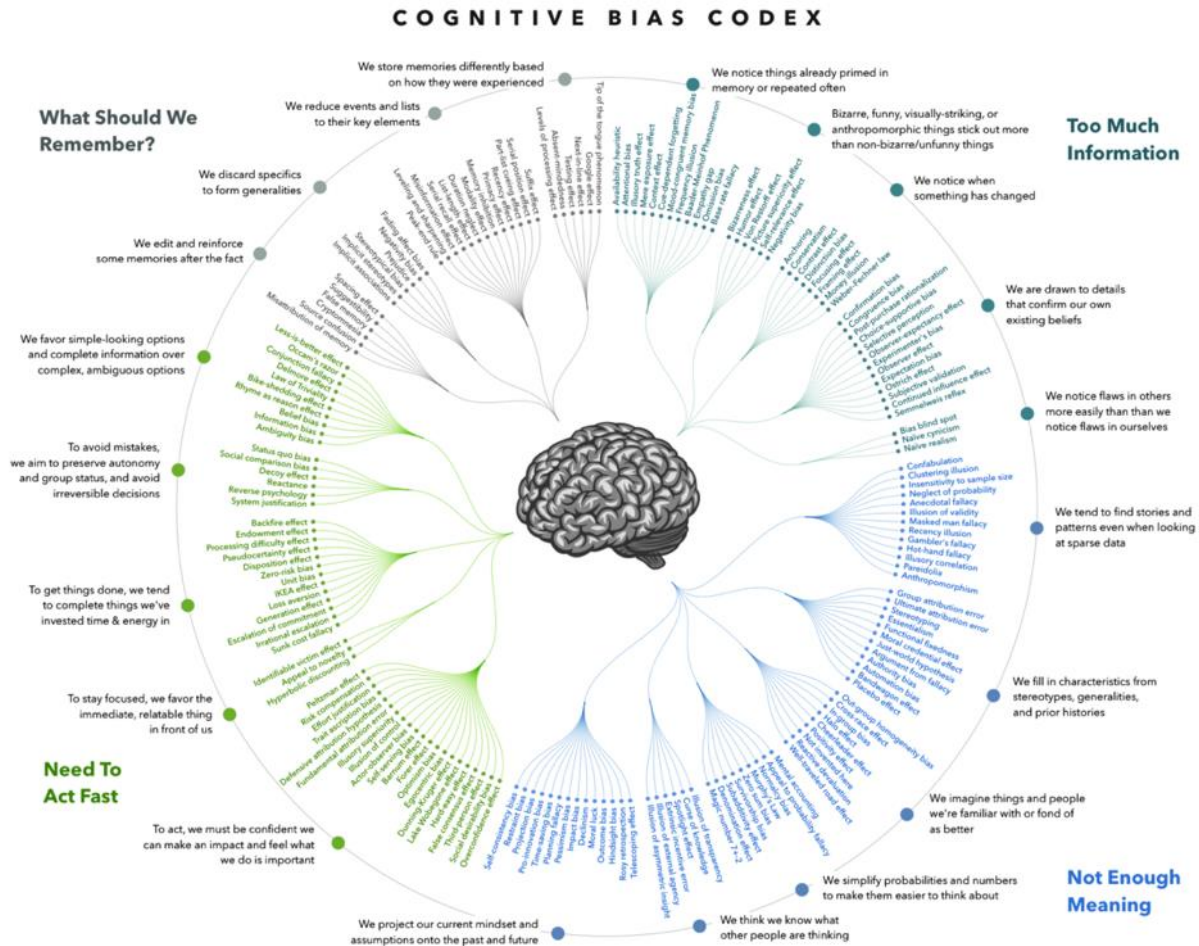 COGNITIVE BIAS CODEX
What Should We
Remember?
We store memories differently based
on how they were experienced
We reduce events and lists
to their key elements
We discard specifics
to form generalities
We edit and reinforce
some memories after the fact
Tip of the tongue phenomenon
Google effect
Next-in-line effect
Testing effect
Absent-mindedness
Levels of processing effect
Suffix effect
Serial position effect
Part-list cueing effect
Recency effect
Primacy effect
Memory inhibition
Modality effect
Duration neglect
List-length effect
Serial recall effect
Misinformation effect
Leveling and sharpening
Peak-end rule
Fading affect bias
Negativity bias
Prejudice
Stereotypical bias
Implicit stereotypes
Implicit associations
Spacing effect
Suggestibility
False memory
Cryptomnesia
Source confusion
Misattribution of memory
Too Much
Information
We notice things already primed in
memory or repeated often
Bizarre, funny, visually-striking, or
anthropomorphic things stick out more
than non-bizarre/unfunny things
We notice when
something has changed
We are drawn to details
that confirm our own
existing beliefs
We notice flaws in others
more easily than than we
notice flaws in ourselves
Availability heuristic
Attentional bias
Illusory truth effect
Mere exposure effect
Context effect
Cue-dependent forgetting
Mood-congruent memory bias
Frequency illusion
Baader-Meinhof Phenomenon
Empathy gap
Omission bias
Base rate fallacy
Bizarreness effect
Humor effect
Von Restorff effect
Picture superiority effect
Self-relevance effect
Negativity bias
Anchoring
Conservatism
Contrast effect
Distinction bias
Focusing effect
Framing effect
Money illusion
Weber–Fechner law
Confirmation bias
Congruence bias
Post-purchase rationalization
Choice-supportive bias
Selective perception
Observer-expectancy effect
Experimenter's bias
Observer effect
Expectation bias
Ostrich effect
Subjective validation
Continued influence effect
Semmelweis reflex
Bias blind spot
Naïve cynicism
Naïve realism
We tend to find stories and
patterns even when looking
at sparse data
We fill in characteristics from
stereotypes, generalities,
and prior histories
We imagine things and people
we're familiar with or fond of
as better
We simplify probabilities and numbers
to make them easier to think about
We think we know what
other people are thinking
We project our current mindset and
assumptions onto the past and future
Not Enough
Meaning
Confabulation
Clustering illusion
Insensitivity to sample size
Neglect of probability
Anecdotal fallacy
Illusion of validity
Masked man fallacy
Recency illusion
Gambler's fallacy
Hot-hand fallacy
Illusory correlation
Pareidolia
Anthropomorphism
Group attribution error
Ultimate attribution error
Stereotyping
Essentialism
Functional fixedness
Moral credential effect
Just-world hypothesis
Argument from fallacy
Authority bias
Automation bias
Bandwagon effect
Placebo effect
Out-group homogeneity bias
Cross-race effect
In-group bias
Halo effect
Cheerleader effect
Positivity effect
Not invented here
Reactive devaluation
Well-traveled road effect
Mental accounting
Appeal to probability fallacy
Normalcy bias
Murphy's Law
Zero sum bias
Survivorship bias
Subadditivity effect
Denomination effect
Magic number 7+-2
Illusion of transparency
Curse of knowledge
Spotlight effect
Extrinsic incentive error
Illusion of external agency
Illusion of asymmetric insight
Telescoping effect
Rosy retrospection
Hindsight bias
Outcome bias
Moral luck
Declinism
Impact bias
Pessimism bias
Planning fallacy
Time-saving bias
Pro-innovation bias
Projection bias
Restraint bias
Self-consistency bias
We favor simple-looking options
and complete information over
complex, ambiguous options
To avoid mistakes,
we aim to preserve autonomy
and group status, and avoid
irreversible decisions
To get things done, we tend
to complete things we've
invested time & energy in
To stay focused, we favor the
immediate, relatable thing
in front of us
To act, we must be confident we
can make an impact and feel what
we do is important
Need To
Act Fast
Less-is-better effect
Occam's razor
Conjunction fallacy
Delmore effect
Law of Triviality
Bike-shedding effect
Rhyme as reason effect
Belief bias
Information bias
Ambiguity bias
Status quo bias
Social comparison bias
Decoy effect
Reactance
Reverse psychology
System justification
Backfire effect
Endowment effect
Processing difficulty effect
Pseudocertainty effect
Disposition effect
Zero-risk bias
Unit bias
IKEA effect
Loss aversion
Generation effect
Escalation of commitment
Irrational escalation
Sunk cost fallacy
Identifiable victim effect
Appeal to novelty
Hyperbolic discounting
Peltzman effect
Risk compensation
Effort justification
Trait ascription bias
Defensive attribution hypothesis
Fundamental attribution error
Illusory superiority
Illusion of control
Actor-observer bias
Self serving bias
Barnum effect
Forer effect
Optimism bias
Egocentric bias
Dunning-Kruger effect
Lake Wobegone effect
Hard-easy effect
False consensus effect
Third-person effect
Social desirability bias
Overconfidence effect